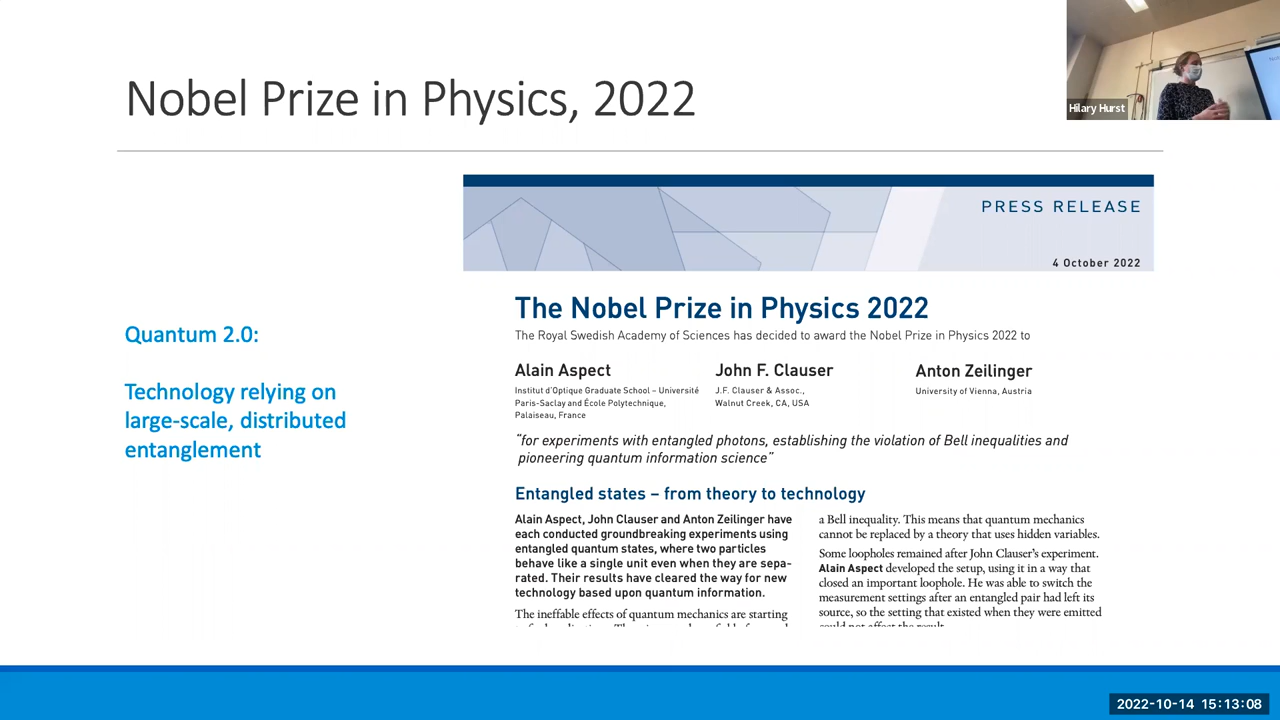 Nobel Prize in Physics, 2022
Hilary Hurst
PRESS RELEASE
4 October 2022
The Nobel Prize in Physics 2022
The Royal Swedish Academy of Sciences has decided to award the Nobel Prize in Physics 2022 to
Alain Aspect
Institut d'Optique Graduate School – Université
Paris-Saclay and École Polytechnique,
Palaiseau, France
John F. Clauser
J.F. Clauser & Assoc.,
Walnut Creek, CA, USA
Anton Zeilinger
University of Vienna, Austria
"for experiments with entangled photons, establishing the violation of Bell inequalities and
pioneering quantum information science"
Quantum 2.0:
Technology relying on
large-scale, distributed
entanglement
Entangled states – from theory to technology
Alain Aspect, John Clauser and Anton Zeilinger have
each conducted groundbreaking experiments using
entangled quantum states, where two particles
behave like a single unit even when they are sepa-
rated. Their results have cleared the way for new
technology based upon quantum information.
The ineffable effects of quantum mechanics are starting
a Bell inequality. This means that quantum mechanics
cannot be replaced by a theory that uses hidden variables.
Some loopholes remained after John Clauser's experiment.
Alain Aspect developed the setup, using it in a way that
closed an important loophole. He was able to switch the
measurement settings after an entangled pair had left its
source, so the setting that existed when they were emitted
could not affect the result.
2022-10-14 15:13:08